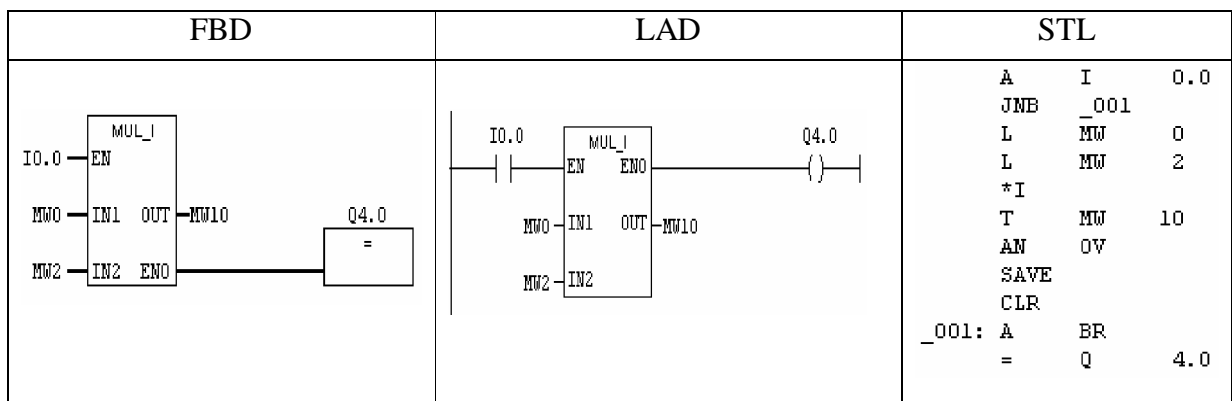 FBD
LAD
STL
MUL_I
I0.0 EN
MW0 IN1 OUT MW10
Q4.0
=
MW2 IN2 ENO
I0.0
MUL_I
Q4.0
EN ENO
( )
MW0 IN1 OUT MW10
MW2 IN2
A I 0.0
JNB _001
L MW 0
L MW 2
*I
T MW 10
AN OV
SAVE
CLR
_001: A BR
= Q 4.0